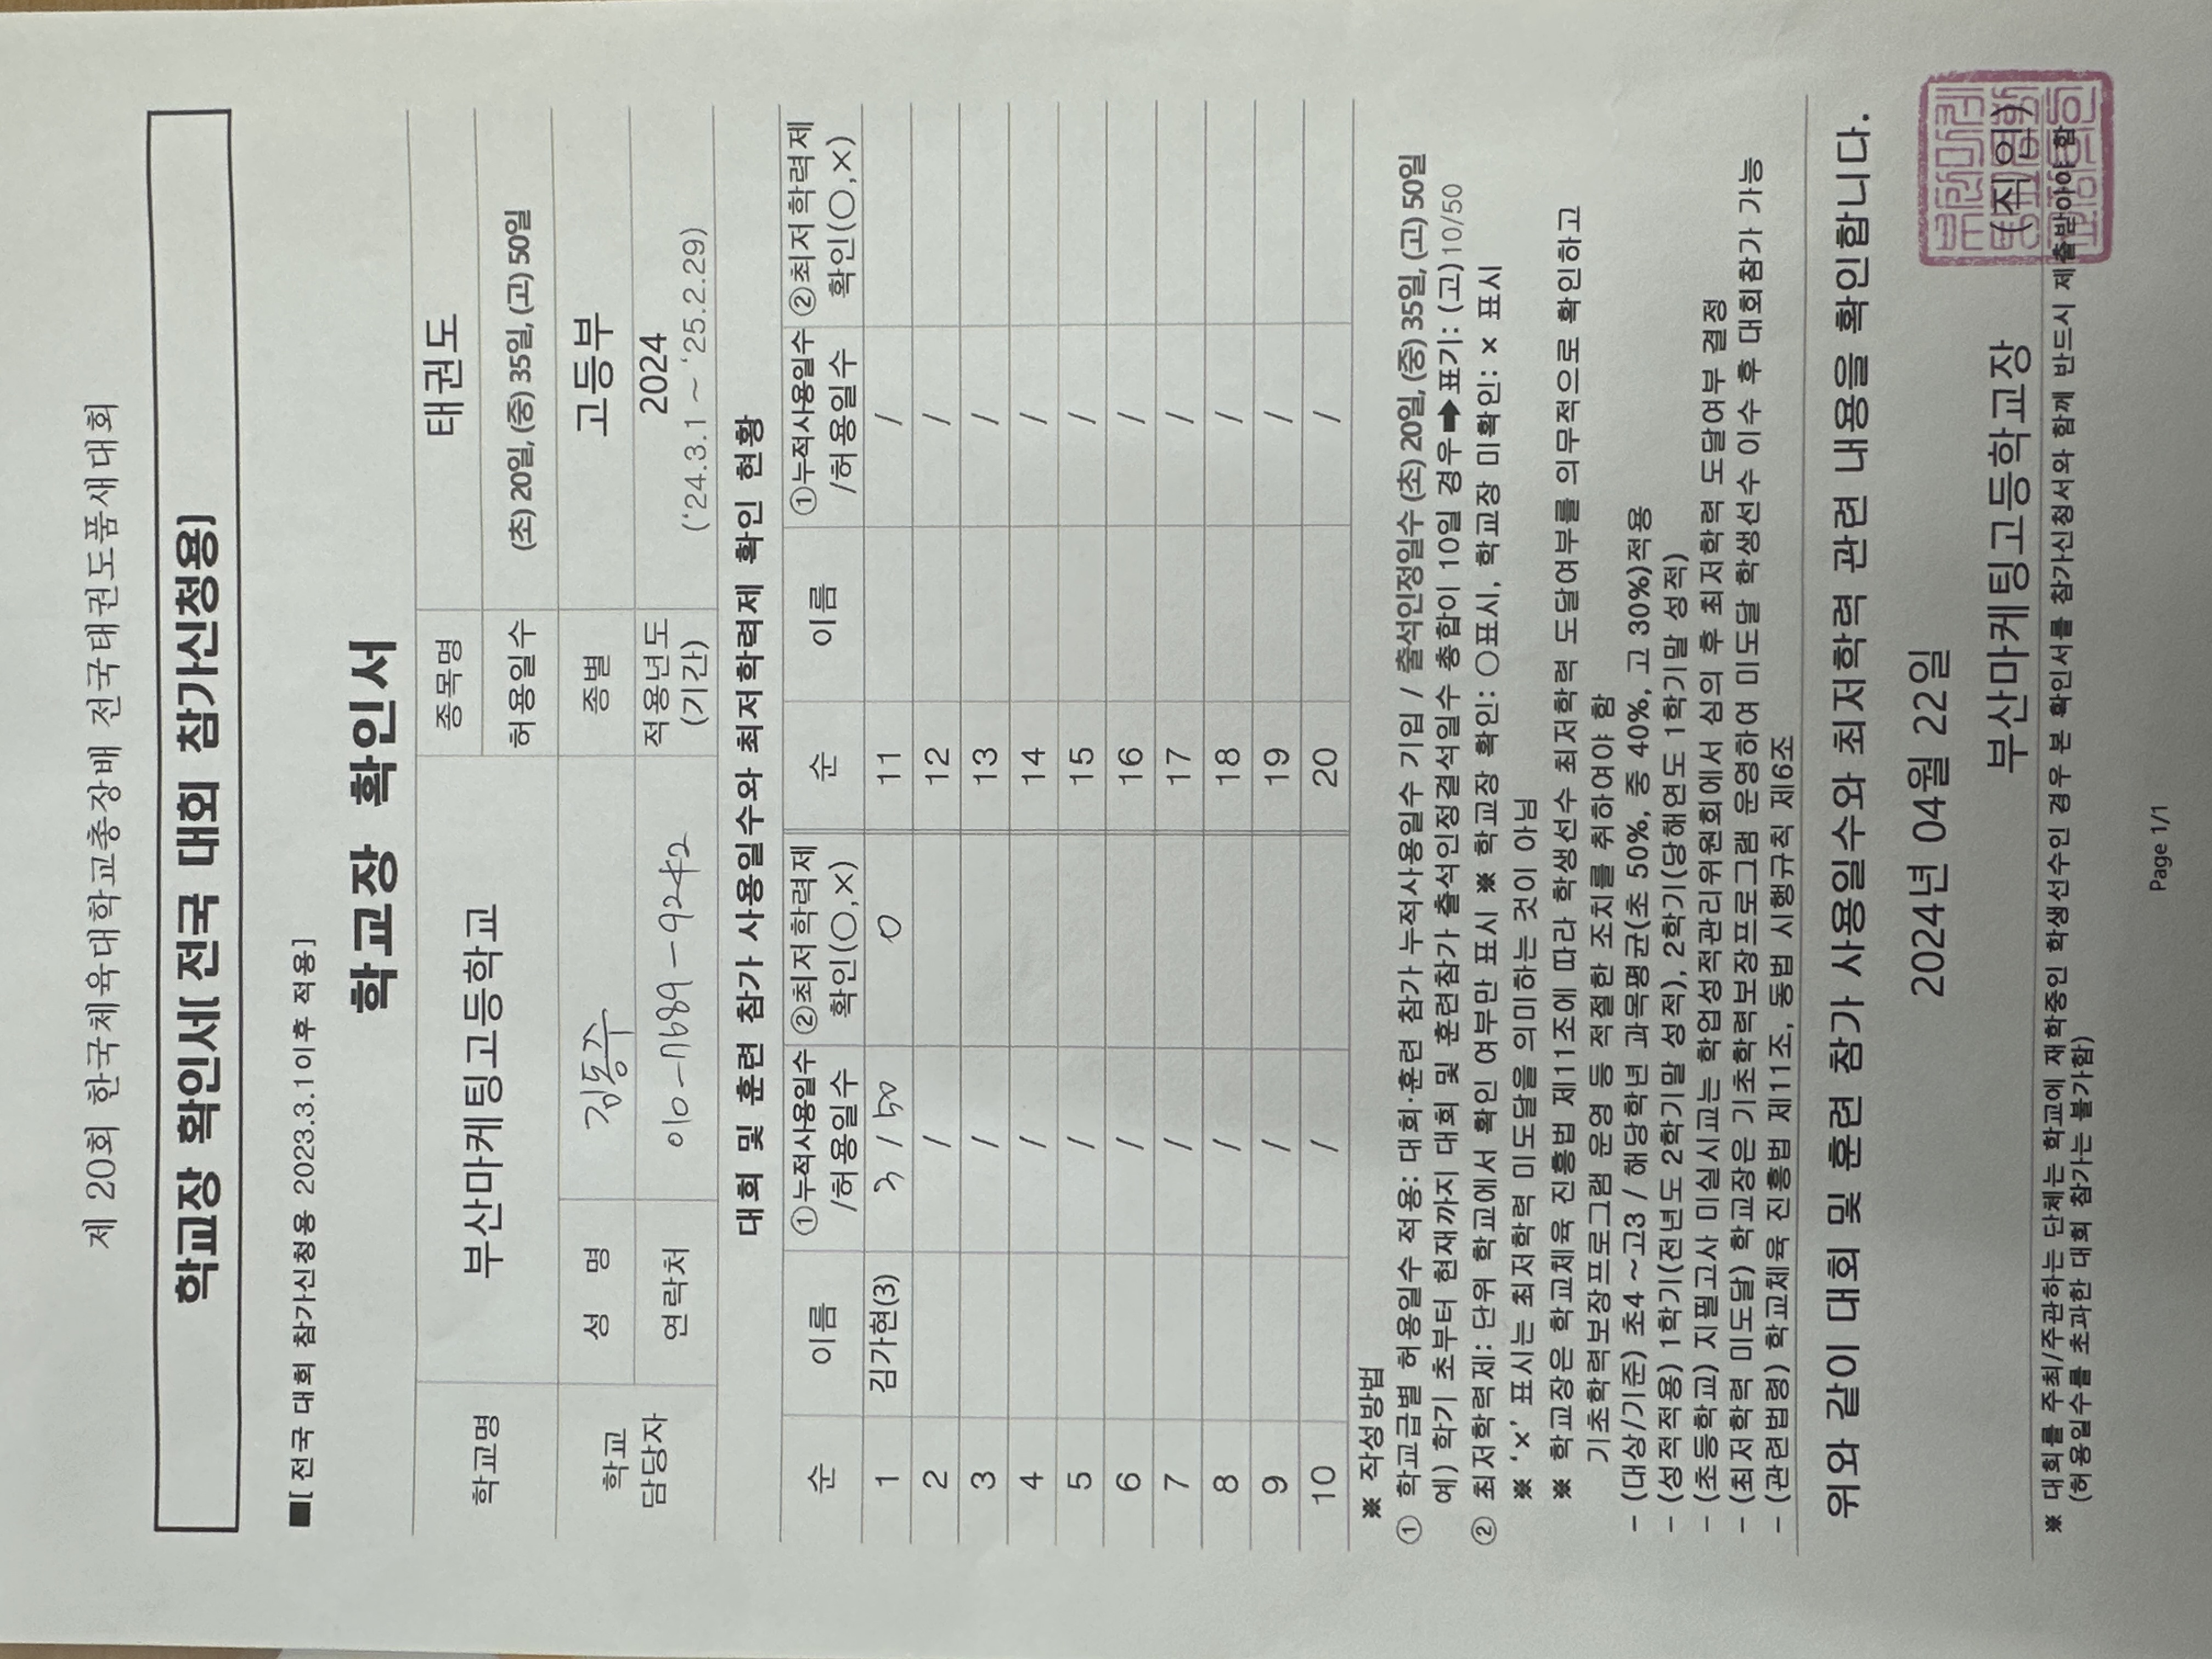 제 20회 한국체육대학교총장배 전국태권도품새대회
학교장 확인서[전국 대회 참가신청용]
■[전국 대회 참가신청용 2023.3.1이후 적용]
학교장 확인서
학교명 부산마케팅고등학교 종목명 태권도
허용일수 (초) 20일, (중) 35일, (고) 50일
학교 담당자 성 명 김동주 종별 고등부
연락처 010-7689-9242 적용년도 (기간) 2024 ('24.3.1 ~ '25.2.29)
대회 및 훈련 참가 사용일수와 최저학력제 확인 현황
순 이름 ①누적사용일수 /허용일수 ②최저학력제 확인(○,×) 순 이름 ①누적사용일수 /허용일수 ②최저학력제 확인(○,×)
1 김가현(3) 3 / 50 0 11 /
2 / 12 /
3 / 13 /
4 / 14 /
5 / 15 /
6 / 16 /
7 / 17 /
8 / 18 /
9 / 19 /
10 / 20 /
※ 작성방법
① 학교급별 허용일수 적용: 대회·훈련 참가 누적사용일수 기입 / 출석인정일수 (초) 20일, (중) 35일, (고) 50일
예) 학기 초부터 현재까지 대회 및 훈련참가 출석인정결석일수 총합이 10일 경우 ➡표기: (고) 10/50
② 최저학력제: 단위 학교에서 확인 여부만 표시 ※ 학교장 확인: ○표시, 학교장 미확인: × 표시
※ '×' 표시는 최저학력 미도달을 의미하는 것이 아님
※ 학교장은 학교체육 진흥법 제11조에 따라 학생선수 최저학력 도달여부를 의무적으로 확인하고
기초학력보장프로그램 운영 등 적절한 조치를 취하여야 함
- (대상/기준) 초4 ~ 고3 / 해당학년 과목평균(초 50%, 중 40%, 고 30%)적용
- (성적적용) 1학기(전년도 2학기말 성적), 2학기(당해연도 1학기말 성적)
- (초등학교) 지필고사 미실시교는 학업성적관리위원회에서 심의 후 최저학력 도달여부 결정
- (최저학력 미도달) 학교장은 기초학력보장프로그램 운영하여 미도달 학생선수 이수 후 대회참가 가능
- (관련법령) 학교체육 진흥법 제11조, 동법 시행규칙 제6조
위와 같이 대회 및 훈련 참가 사용일수와 최저학력 관련 내용을 확인합니다.
2024년 04월 22일
부산마케팅고등학교장 (직인)
※ 대회를 주최/주관하는 단체는 학교에 재학중인 학생선수인 경우 본 확인서를 참가신청서와 함께 반드시 제출받아야 함
(허용일수를 초과한 대회 참가는 불가함)
Page 1/1